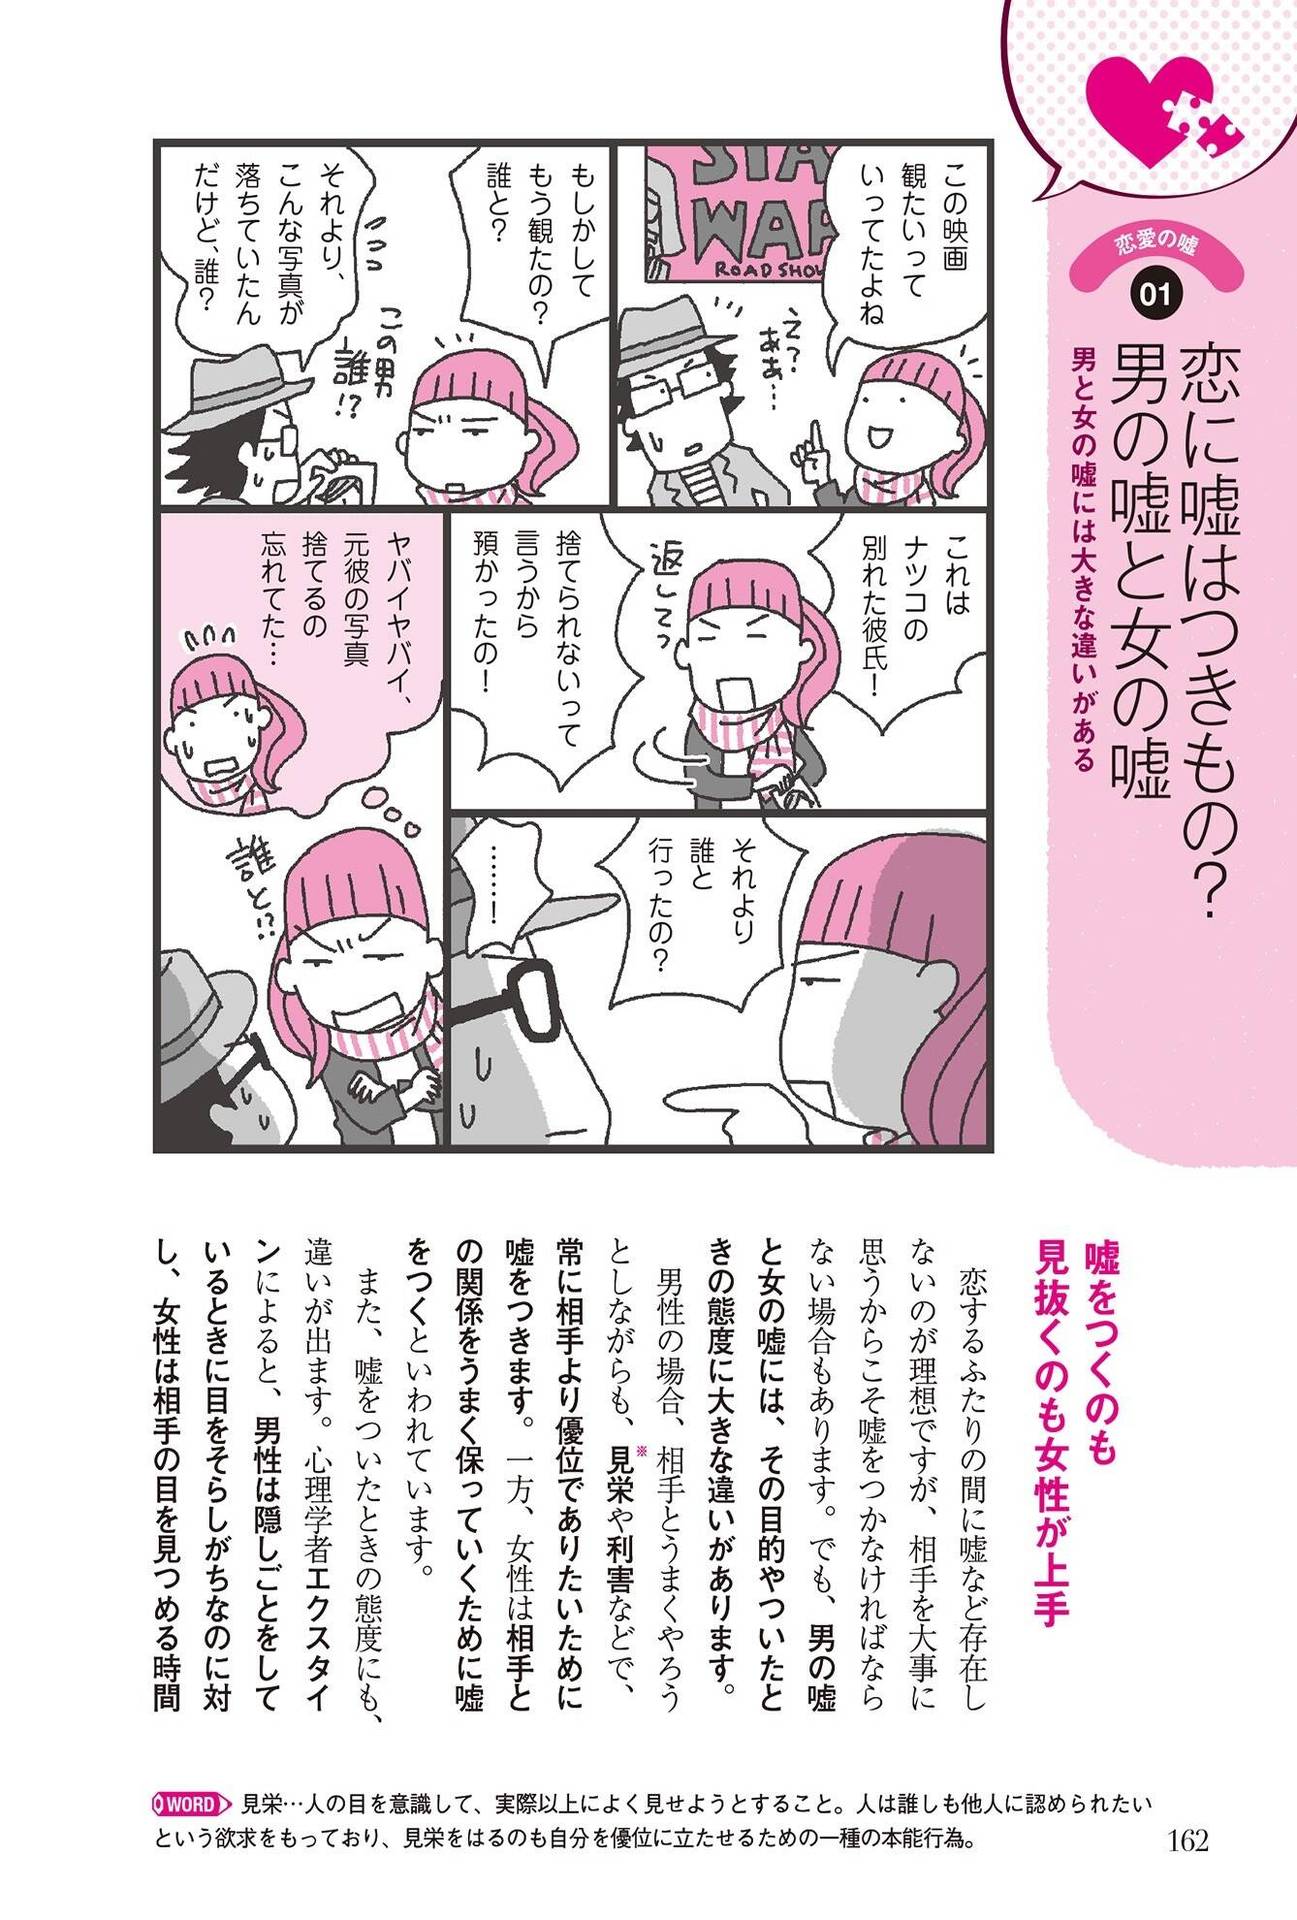 恋愛の嘘
01
恋に嘘はつきもの？
男の嘘と女の嘘
男と女の嘘には大きな違いがある
STA
WAR
ROAD SHOW
この映画
観たいって
いってたよね
え？
ああ…
もしかして
もう観たの？
誰と？
それより、
こんな写真が
落ちていたん
だけど、誰？
この男
誰!?
これは
ナツコの
別れた彼氏！
返してっ
捨てられないって
言うから
預かったの！
それより
誰と
行ったの？
……！
ヤバイヤバイ、
元彼の写真
捨てるの
忘れてた…
誰と!?
嘘をつくのも
見抜くのも女性が上手
恋するふたりの間に嘘など存在し
ないのが理想ですが、相手を大事に
思うからこそ嘘をつかなければなら
ない場合もあります。でも、男の嘘
と女の嘘には、その目的やついたと
きの態度に大きな違いがあります。
男性の場合、相手とうまくやろう
としながらも、見栄※や利害などで、
常に相手より優位でありたいために
嘘をつきます。一方、女性は相手と
の関係をうまく保っていくために嘘
をつくといわれています。
また、嘘をついたときの態度にも、
違いが出ます。心理学者エクスタイ
ンによると、男性は隠しごとをして
いるときに目をそらしがちなのに対
し、女性は相手の目を見つめる時間
WORD 見栄…人の目を意識して、実際以上によく見せようとすること。人は誰しも他人に認められたい
という欲求をもっており、見栄をはるのも自分を優位に立たせるための一種の本能行為。
162